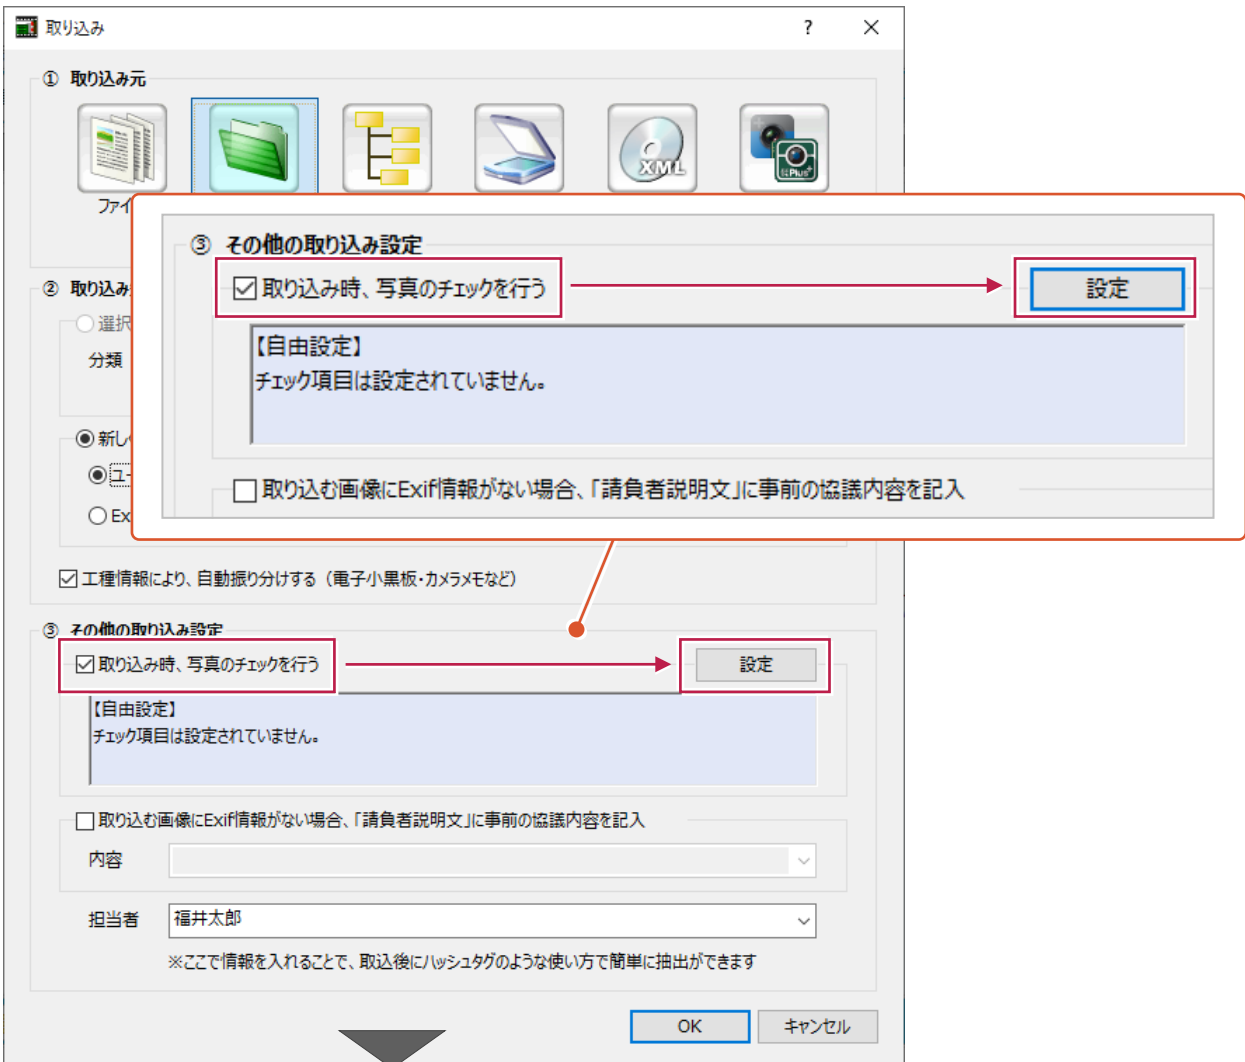 取り込み
① 取り込み元
XML
Plus+
ファイ
③ その他の取り込み設定
取り込み時、写真のチェックを行う
設定
【自由設定】
チェック項目は設定されていません。
取り込む画像にExif情報がない場合、「請負者説明文」に事前の協議内容を記入
② 取り込み
選択
分類
新し
ユー
Ex
工種情報により、自動振り分けする（電子小黒板・カメラメモなど）
③ その他の取り込み設定
取り込み時、写真のチェックを行う
設定
【自由設定】
チェック項目は設定されていません。
取り込む画像にExif情報がない場合、「請負者説明文」に事前の協議内容を記入
内容
担当者 福井太郎
※ここで情報を入れることで、取込後にハッシュタグのような使い方で簡単に抽出ができます
OK キャンセル